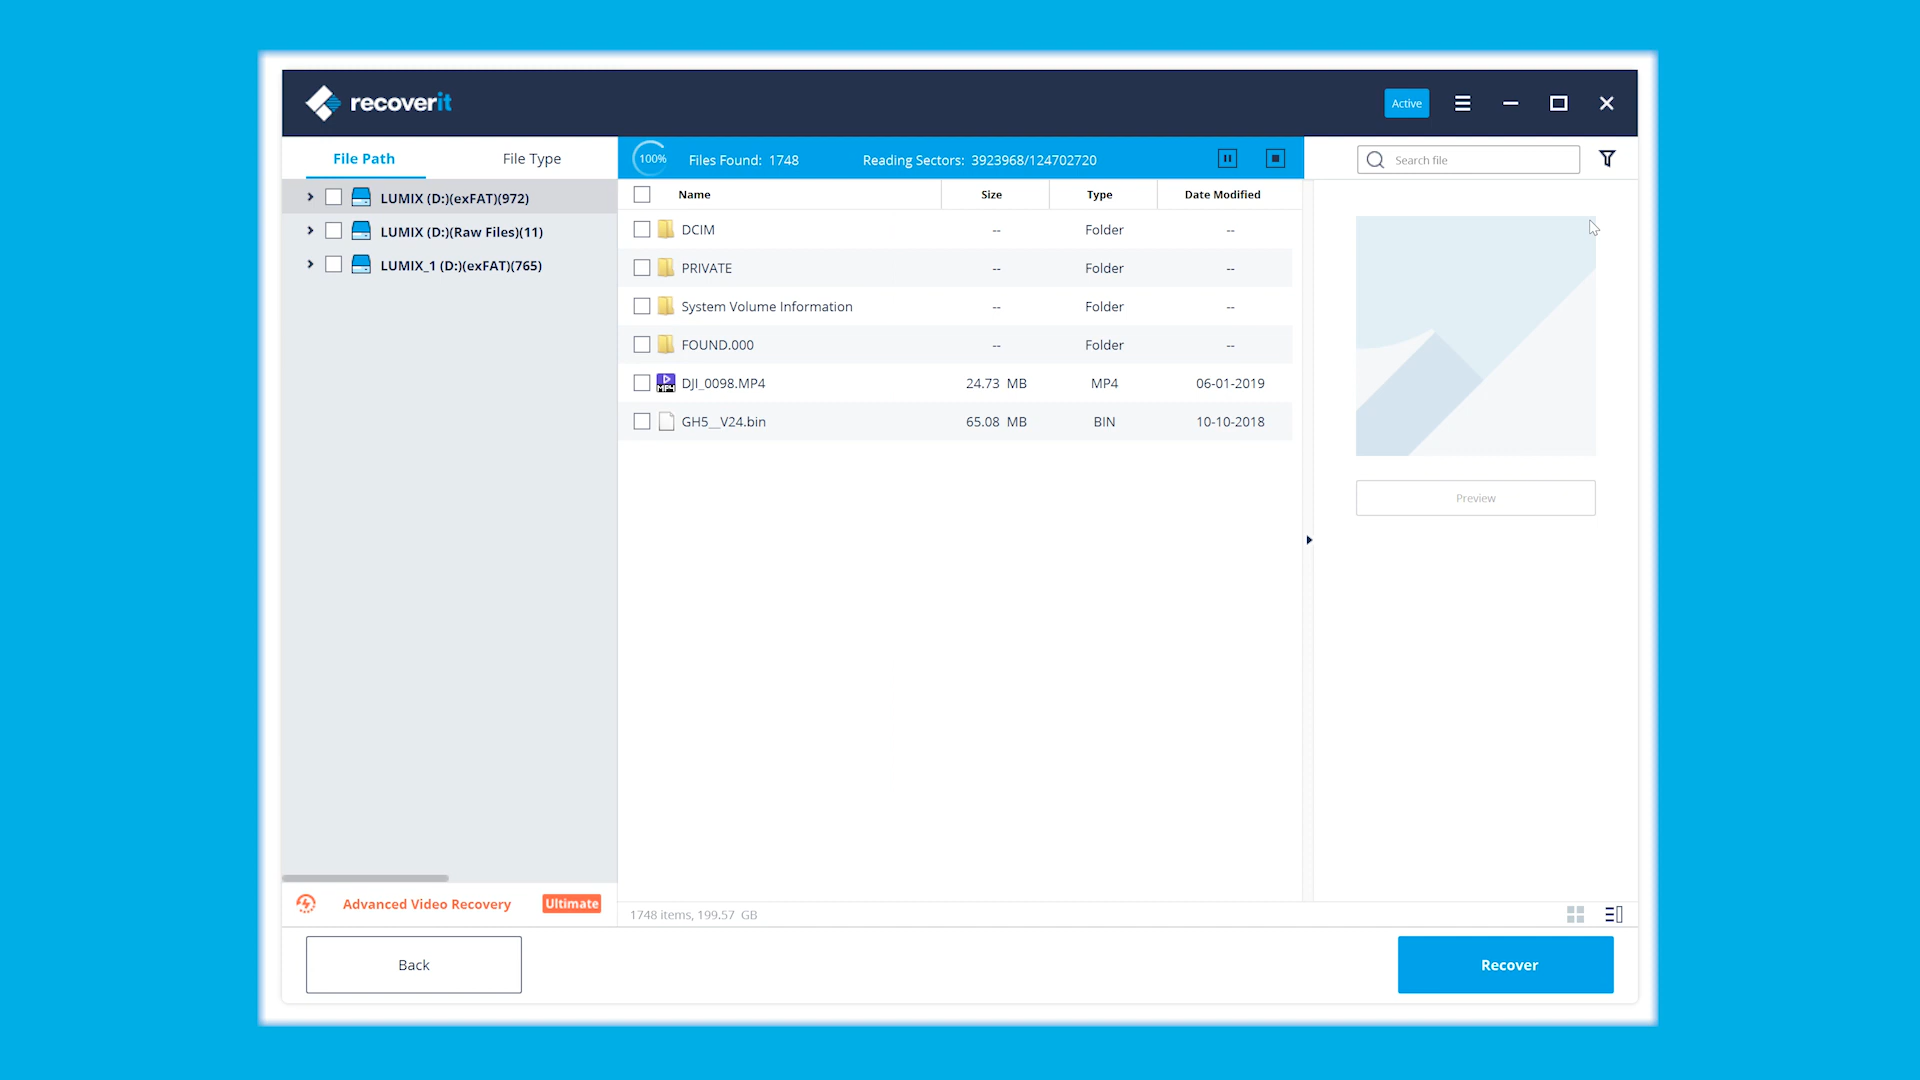 recoverit
Active
File Path
File Type
100%
Files Found: 1748
Reading Sectors: 3923968/124702720
Search file
LUMIX (D:)(exFAT)(972)
LUMIX (D:)(Raw Files)(11)
LUMIX_1 (D:)(exFAT)(765)
Name Size Type Date Modified
DCIM -- Folder --
PRIVATE -- Folder --
System Volume Information -- Folder --
FOUND.000 -- Folder --
MP4 DJI_0098.MP4 24.73 MB MP4 06-01-2019
GH5__V24.bin 65.08 MB BIN 10-10-2018
Preview
Advanced Video Recovery Ultimate
1748 items, 199.57 GB
Back
Recover